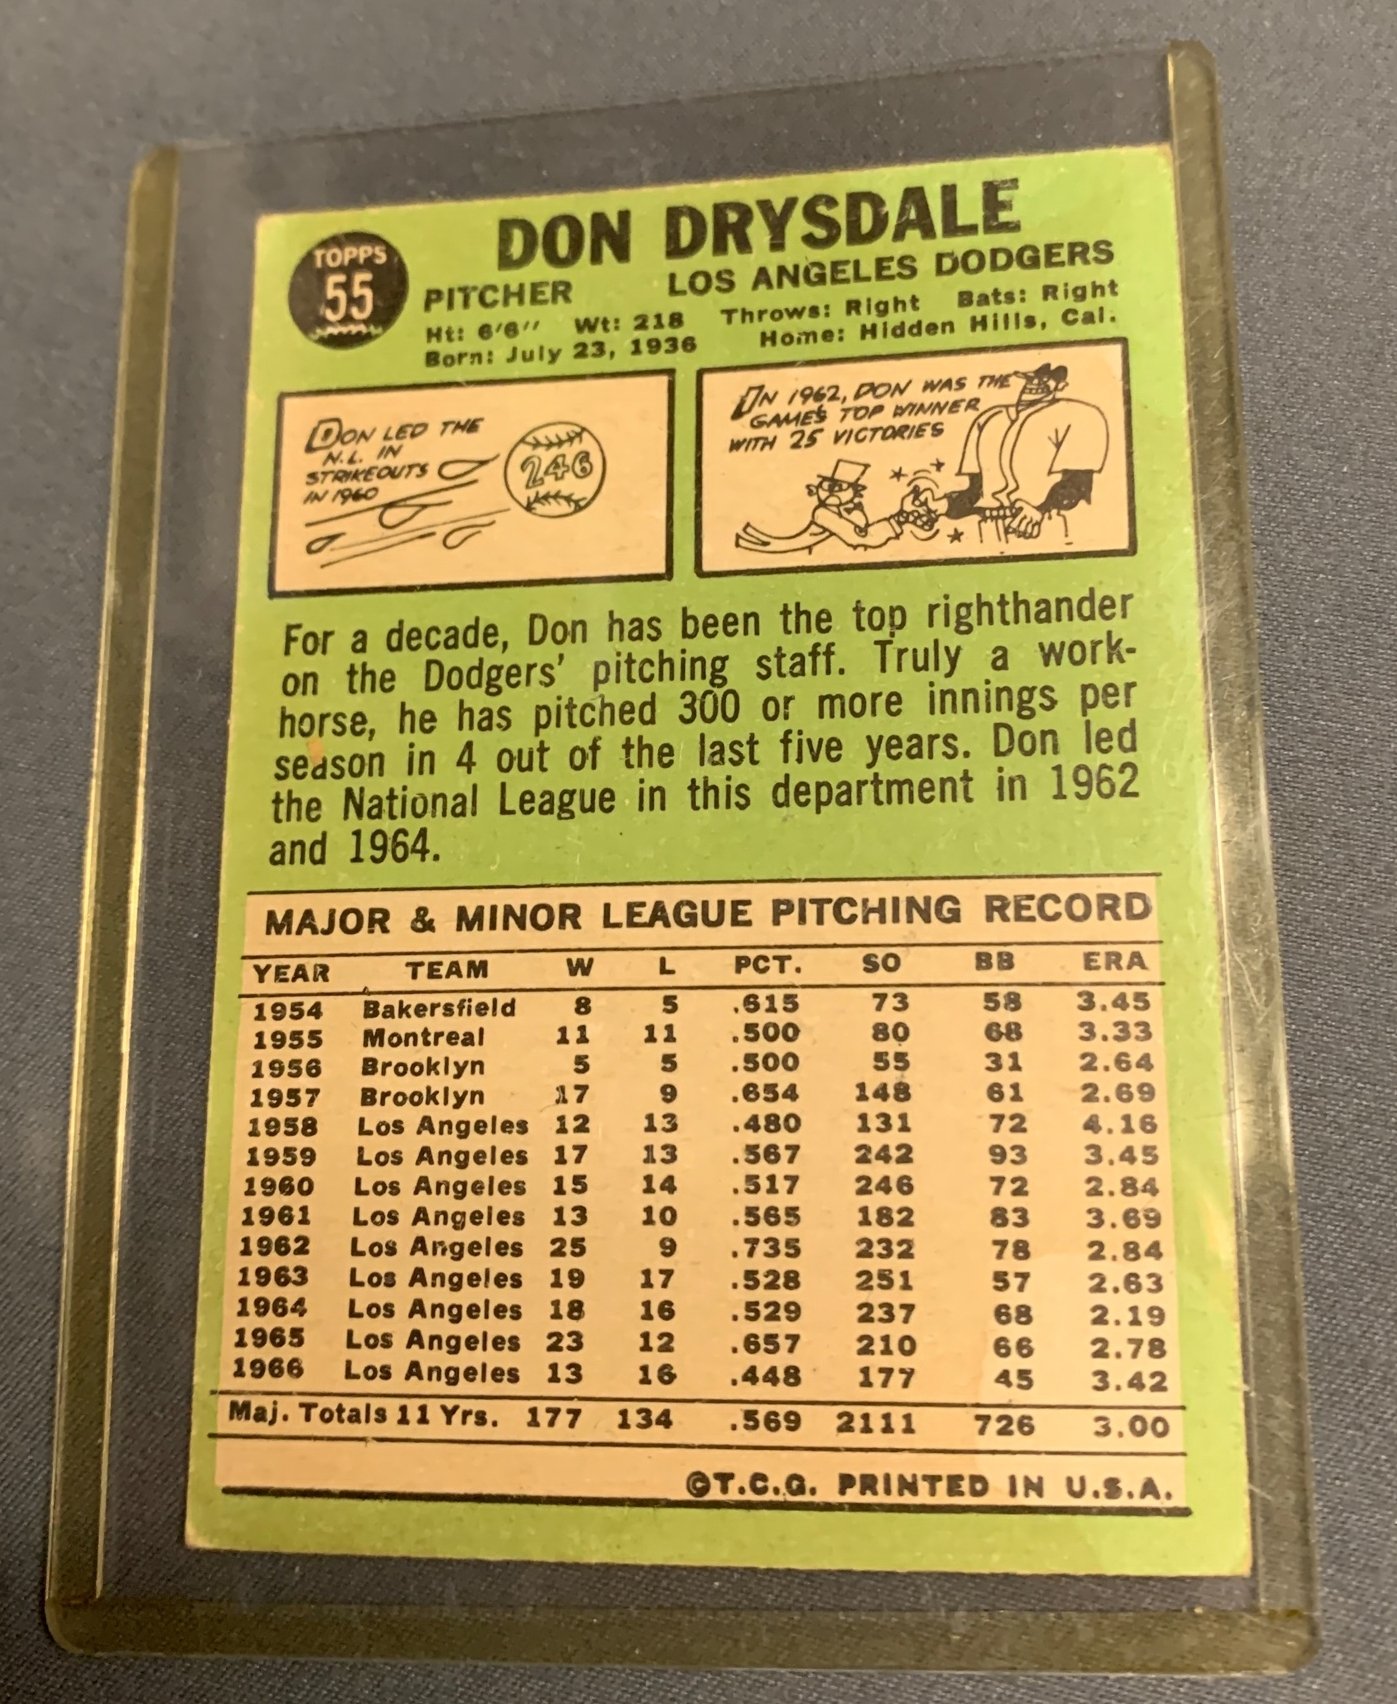 TOPPS
55
DON DRYSDALE
PITCHER LOS ANGELES DODGERS
Ht: 6'6'' Wt: 218 Throws: Right Bats: Right
Born: July 23, 1936 Home: Hidden Hills, Cal.
DON LED THE
N.L. IN
STRIKEOUTS
IN 1960
246
IN 1962, DON WAS THE
GAME'S TOP WINNER
WITH 25 VICTORIES
For a decade, Don has been the top righthander
on the Dodgers' pitching staff. Truly a work-
horse, he has pitched 300 or more innings per
season in 4 out of the last five years. Don led
the National League in this department in 1962
and 1964.
MAJOR & MINOR LEAGUE PITCHING RECORD
YEAR TEAM W L PCT. SO BB ERA
1954 Bakersfield 8 5 .615 73 58 3.45
1955 Montreal 11 11 .500 80 68 3.33
1956 Brooklyn 5 5 .500 55 31 2.64
1957 Brooklyn 17 9 .654 148 61 2.69
1958 Los Angeles 12 13 .480 131 72 4.16
1959 Los Angeles 17 13 .567 242 93 3.45
1960 Los Angeles 15 14 .517 246 72 2.84
1961 Los Angeles 13 10 .565 182 83 3.69
1962 Los Angeles 25 9 .735 232 78 2.84
1963 Los Angeles 19 17 .528 251 57 2.63
1964 Los Angeles 18 16 .529 237 68 2.19
1965 Los Angeles 23 12 .657 210 66 2.78
1966 Los Angeles 13 16 .448 177 45 3.42
Maj. Totals 11 Yrs. 177 134 .569 2111 726 3.00
©T.C.G. PRINTED IN U.S.A.